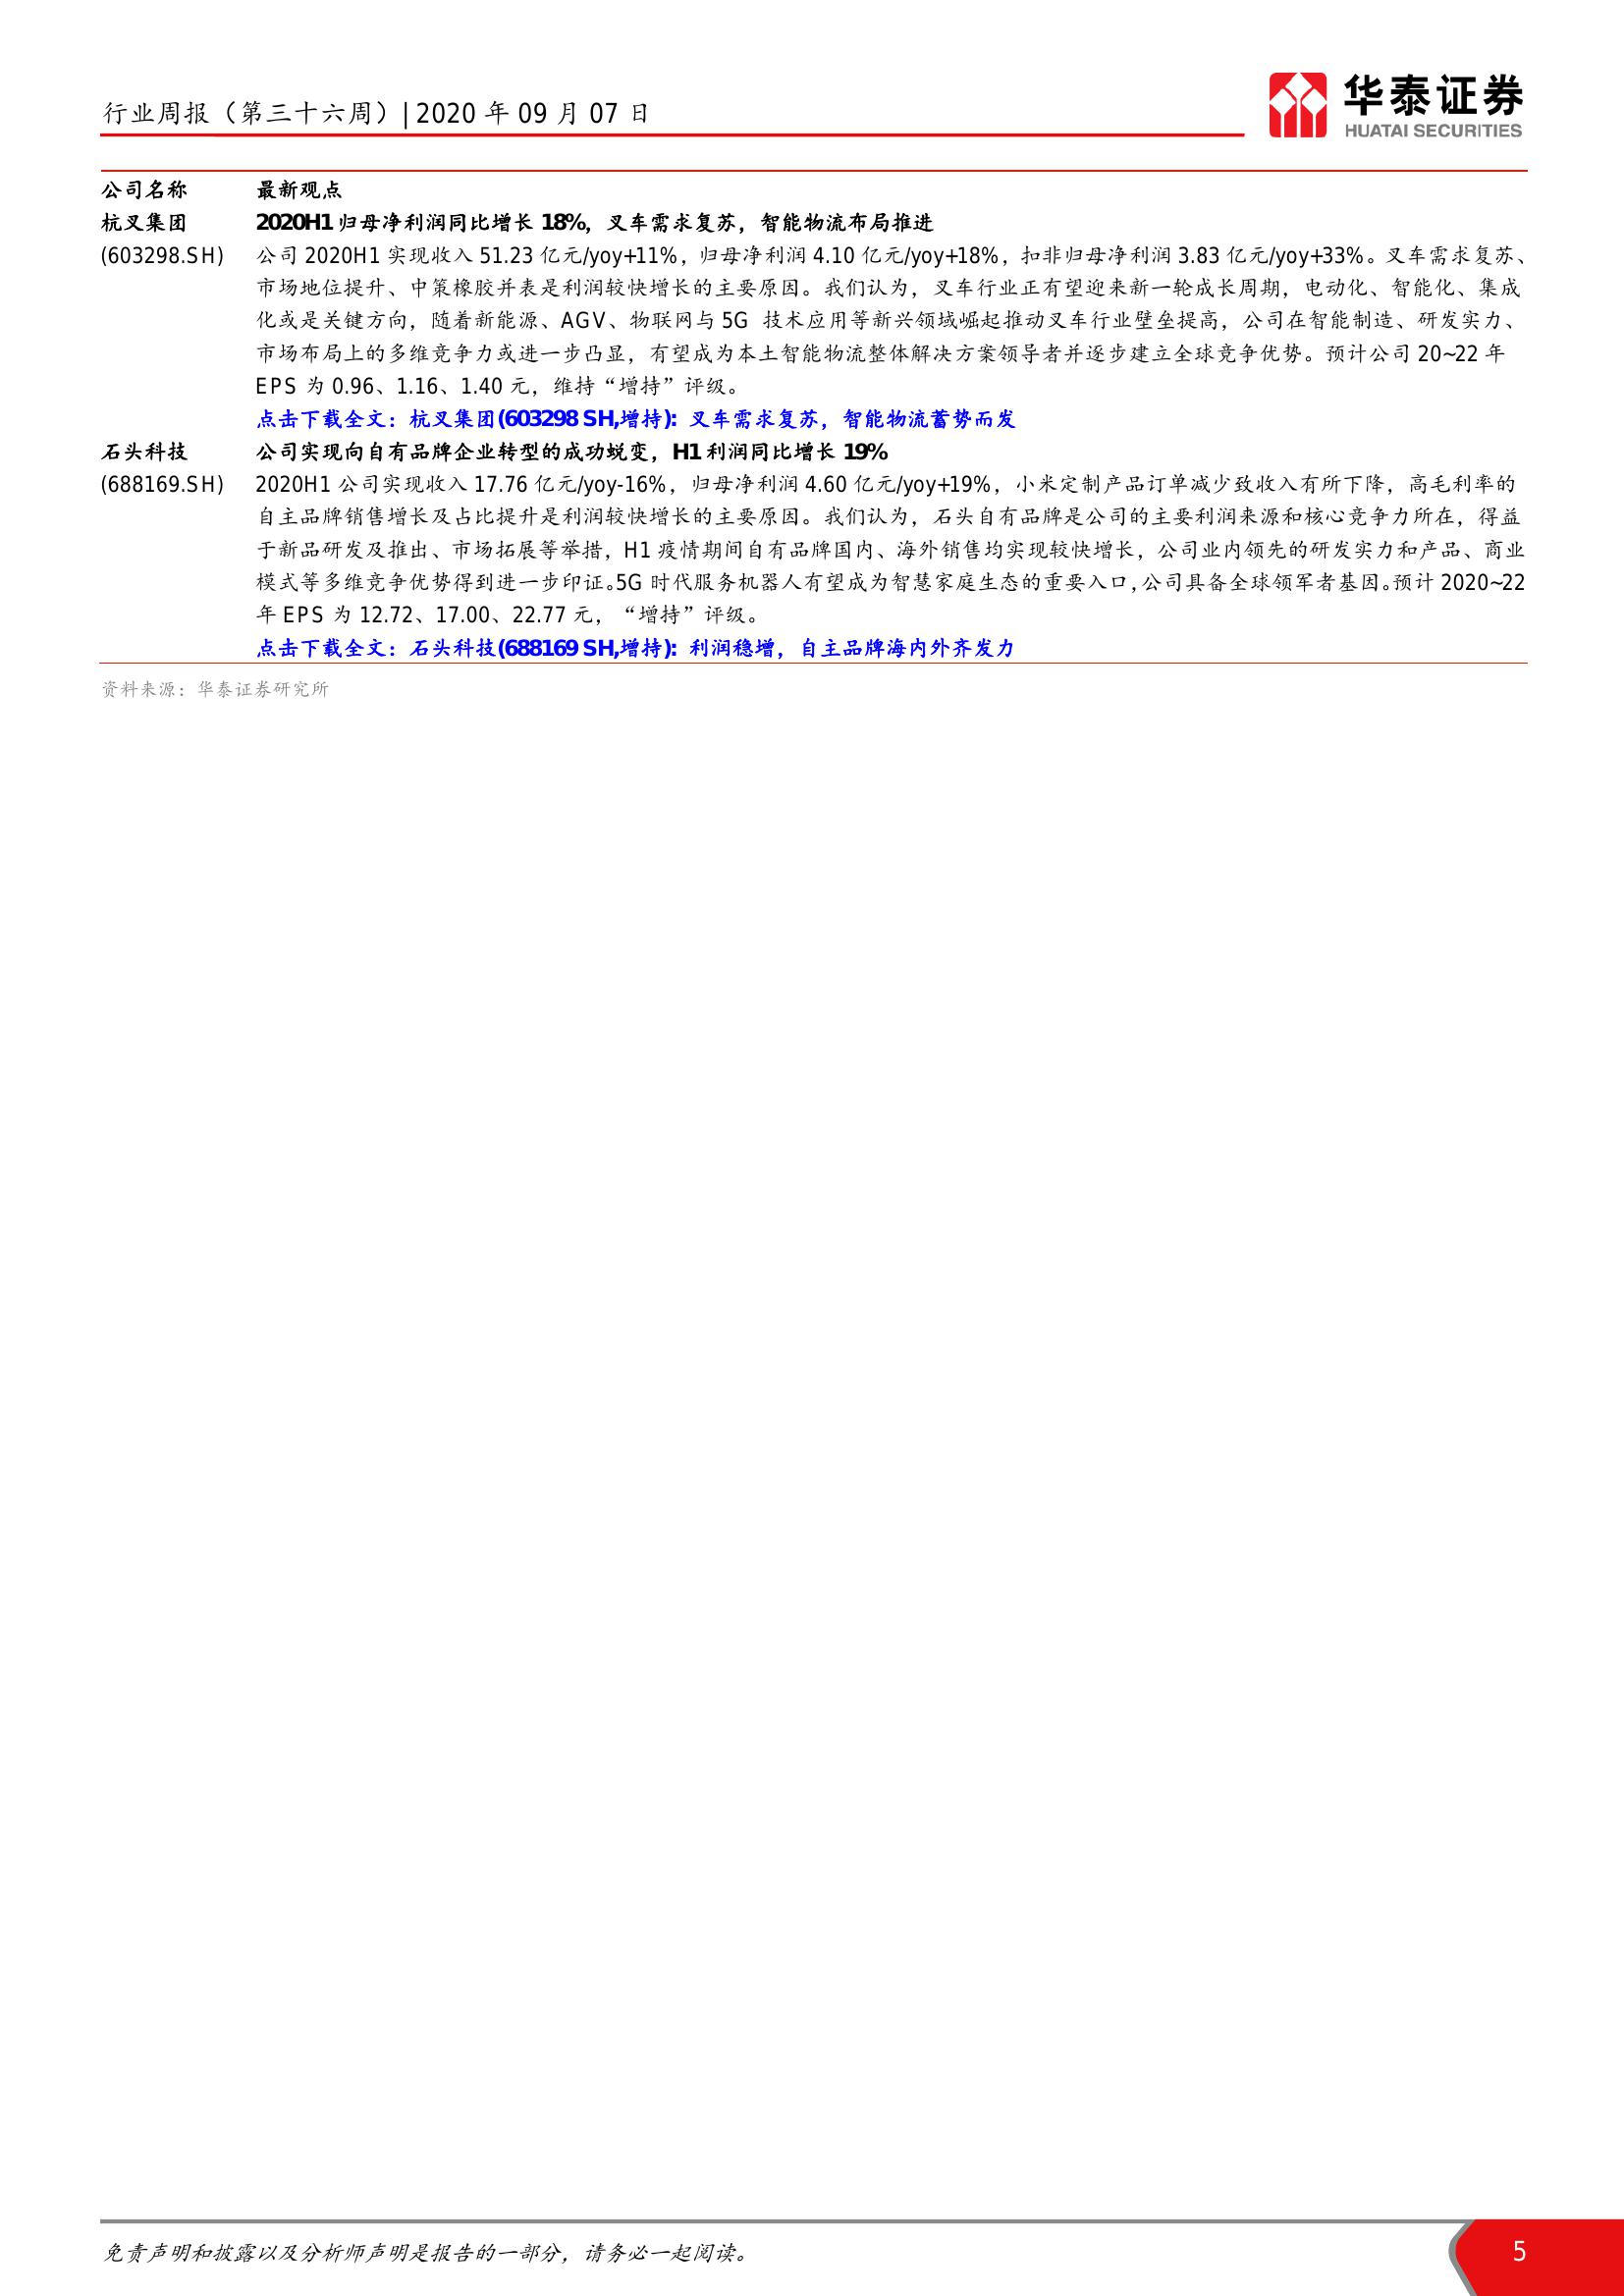 行业周报（第三十六周）| 2020 年 09 月 07 日
华泰证券
HUATAI SECURITIES
公司名称 最新观点
杭叉集团 2020H1 归母净利润同比增长 18%，叉车需求复苏，智能物流布局推进
(603298.SH) 公司 2020H1 实现收入 51.23 亿元/yoy+11%，归母净利润 4.10 亿元/yoy+18%，扣非归母净利润 3.83 亿元/yoy+33%。叉车需求复苏、
市场地位提升、中策橡胶并表是利润较快增长的主要原因。我们认为，叉车行业正有望迎来新一轮成长周期，电动化、智能化、集成
化或是关键方向，随着新能源、AGV、物联网与 5G 技术应用等新兴领域崛起推动叉车行业壁垒提高，公司在智能制造、研发实力、
市场布局上的多维竞争力或进一步凸显，有望成为本土智能物流整体解决方案领导者并逐步建立全球竞争优势。预计公司 20~22 年
EPS 为 0.96、1.16、1.40 元，维持“增持”评级。
点击下载全文：杭叉集团(603298 SH,增持): 叉车需求复苏，智能物流蓄势而发
石头科技 公司实现向自有品牌企业转型的成功蜕变，H1 利润同比增长 19%
(688169.SH) 2020H1 公司实现收入 17.76 亿元/yoy-16%，归母净利润 4.60 亿元/yoy+19%，小米定制产品订单减少致收入有所下降，高毛利率的
自主品牌销售增长及占比提升是利润较快增长的主要原因。我们认为，石头自有品牌是公司的主要利润来源和核心竞争力所在，得益
于新品研发及推出、市场拓展等举措，H1 疫情期间自有品牌国内、海外销售均实现较快增长，公司业内领先的研发实力和产品、商业
模式等多维竞争优势得到进一步印证。5G 时代服务机器人有望成为智慧家庭生态的重要入口，公司具备全球领军者基因。预计 2020~22
年 EPS 为 12.72、17.00、22.77 元，“增持”评级。
点击下载全文：石头科技(688169 SH,增持): 利润稳增，自主品牌海内外齐发力
资料来源：华泰证券研究所
免责声明和披露以及分析师声明是报告的一部分，请务必一起阅读。
5